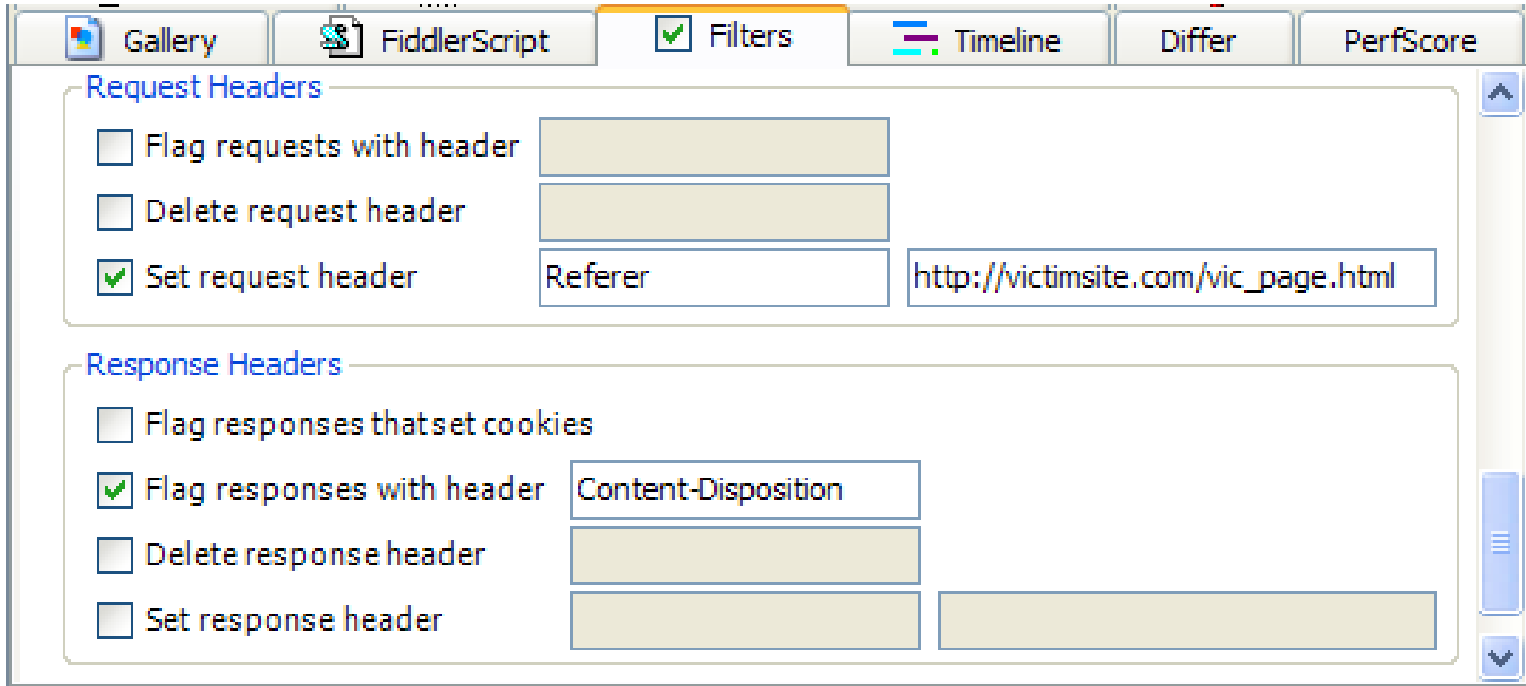 Gallery FiddlerScript Filters Timeline Differ PerfScore
Request Headers
Flag requests with header
Delete request header
Set request header Referer http://victimsite.com/vic_page.html
Response Headers
Flag responses that set cookies
Flag responses with header Content-Disposition
Delete response header
Set response header